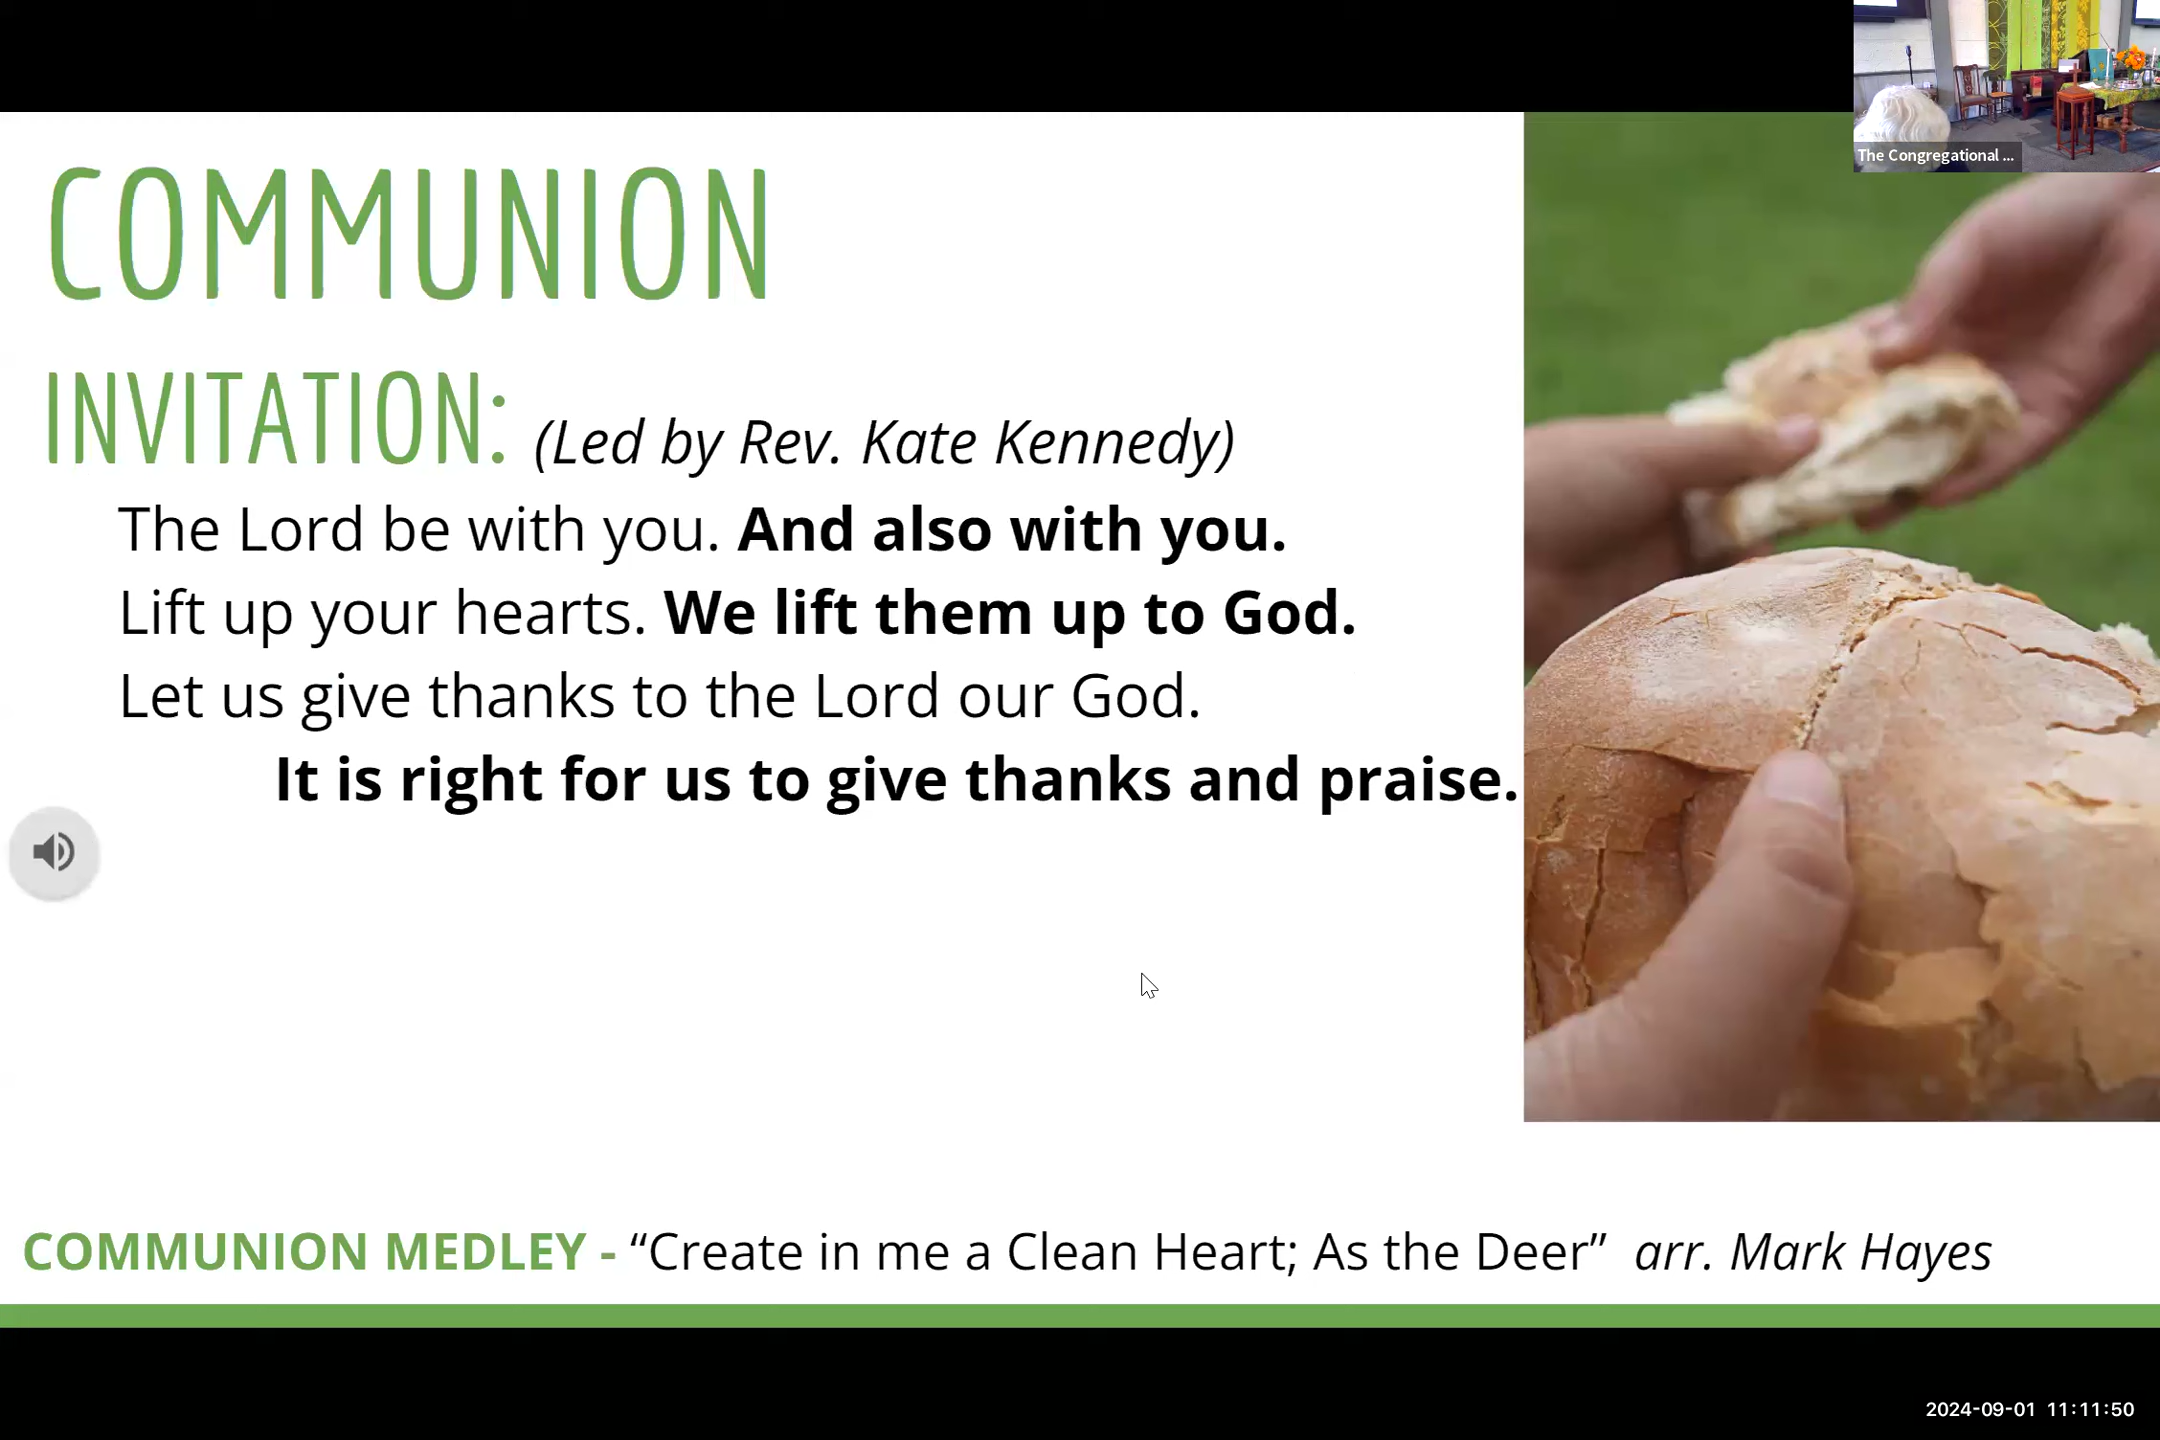 The Congregational ...
COMMUNION
INVITATION: (Led by Rev. Kate Kennedy)
The Lord be with you. And also with you.
Lift up your hearts. We lift them up to God.
Let us give thanks to the Lord our God.
It is right for us to give thanks and praise.
COMMUNION MEDLEY - “Create in me a Clean Heart; As the Deer” arr. Mark Hayes
2024-09-01 11:11:50